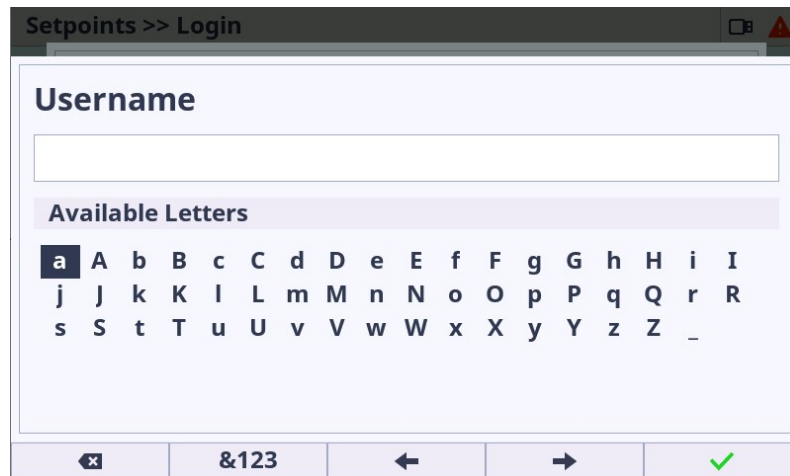 Setpoints >> Login
Username
Available Letters
a A b B c C d D e E f F g G h H i I
j J k K l L m M n N o O p P q Q r R
s S t T u U v V w W x X y Y z Z _
&123